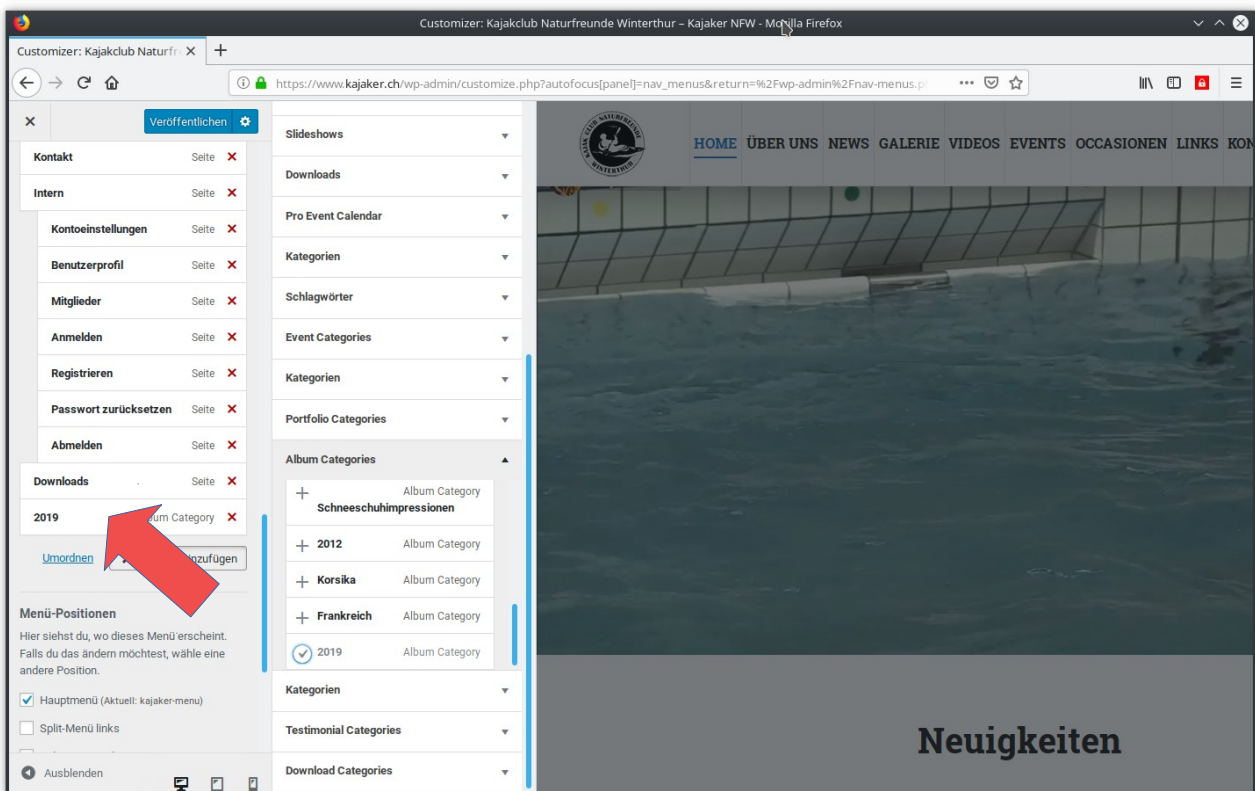 Customizer: Kajakclub Naturfreunde Winterthur – Kajaker NFW - Mozilla Firefox
Customizer: Kajakclub Naturfr
https://www.kajaker.ch/wp-admin/customize.php?autofocus[panel]=nav_menus&return=%2Fwp-admin%2Fnav-menus.p
Veröffentlichen
Kontakt Seite
Intern Seite
Kontoeinstellungen Seite
Benutzerprofil Seite
Mitglieder Seite
Anmelden Seite
Registrieren Seite
Passwort zurücksetzen Seite
Abmelden Seite
Downloads Seite
2019 Category
Umordnen
Menü-Positionen
Hier siehst du, wo dieses Menü erscheint.
Falls du das ändern möchtest, wähle eine
andere Position.
Hauptmenü (Aktuell: kajaker-menu)
Split-Menü links
Ausblenden
Slideshows
Downloads
Pro Event Calendar
Kategorien
Schlagwörter
Event Categories
Kategorien
Portfolio Categories
Album Categories
Album Category
Schneeschuhimpressionen
2012 Album Category
Korsika Album Category
Frankreich Album Category
2019 Album Category
Kategorien
Testimonial Categories
Download Categories
KAJAK CLUB NATURFREUNDE
WINTERTHUR
HOME ÜBER UNS NEWS GALERIE VIDEOS EVENTS OCCASIONEN LINKS KON
Neuigkeiten